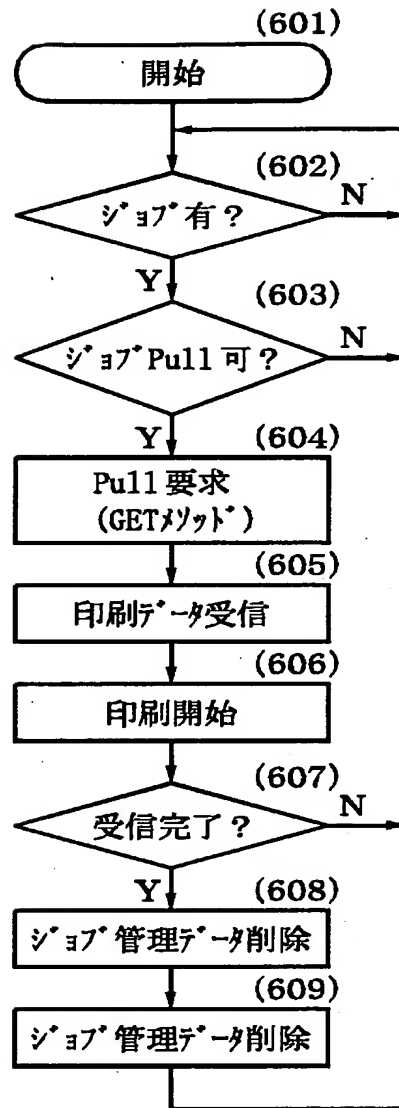 (601)
開始
(602)
ｼﾞｮﾌﾞ有？
N
Y
(603)
ｼﾞｮﾌﾞPull可？
N
Y
(604)
Pull要求
(GETﾒｿｯﾄﾞ)
(605)
印刷ﾃﾞｰﾀ受信
(606)
印刷開始
(607)
受信完了？
N
Y
(608)
ｼﾞｮﾌﾞ管理ﾃﾞｰﾀ削除
(609)
ｼﾞｮﾌﾞ管理ﾃﾞｰﾀ削除